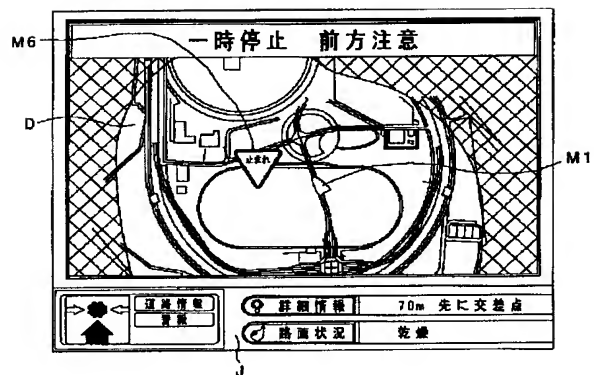 一時停止 前方注意
M6
D
止まれ
M1
道路情報
警報
詳細情報 70m 先に交差点
路面状況 乾燥
J